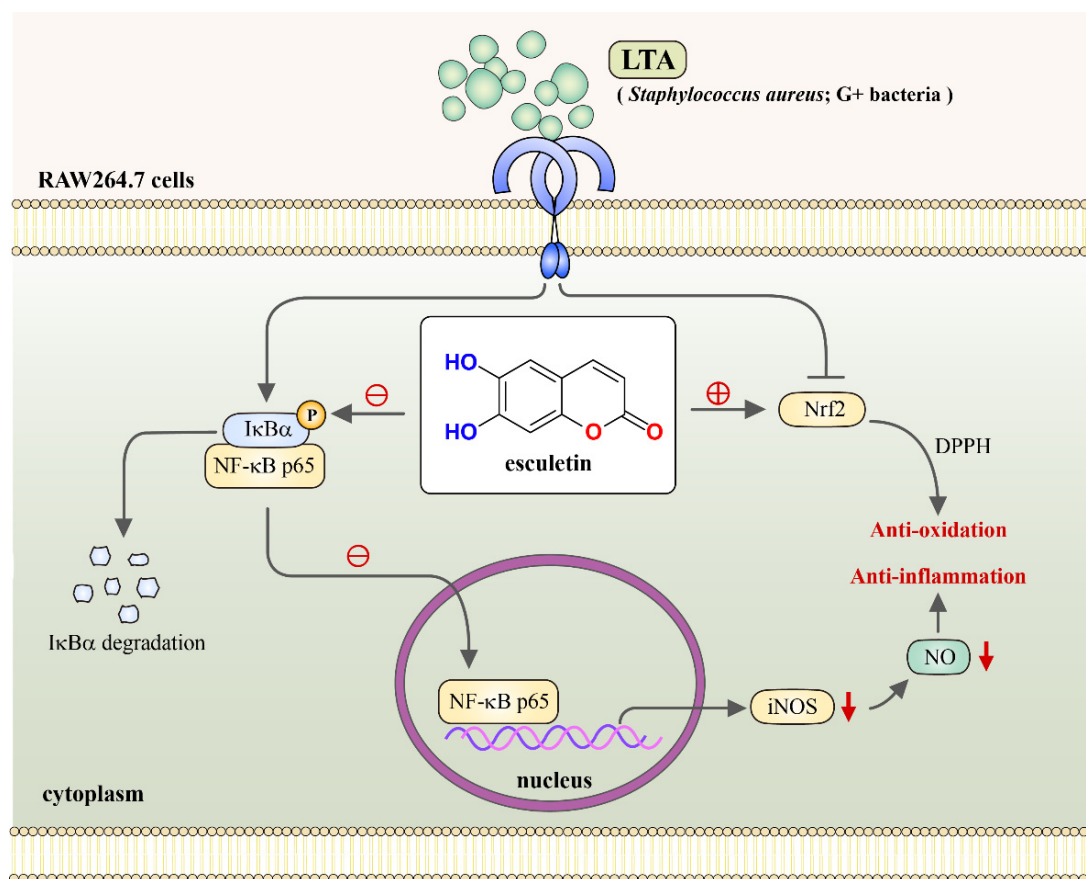 LTA
( Staphylococcus aureus; G+ bacteria )
RAW264.7 cells
HO
HO
O
O
esculetin
⊖
⊕
P
IκBα
NF-κB p65
Nrf2
DPPH
Anti-oxidation
Anti-inflammation
⊖
IκBα degradation
NO
NF-κB p65
iNOS
nucleus
cytoplasm